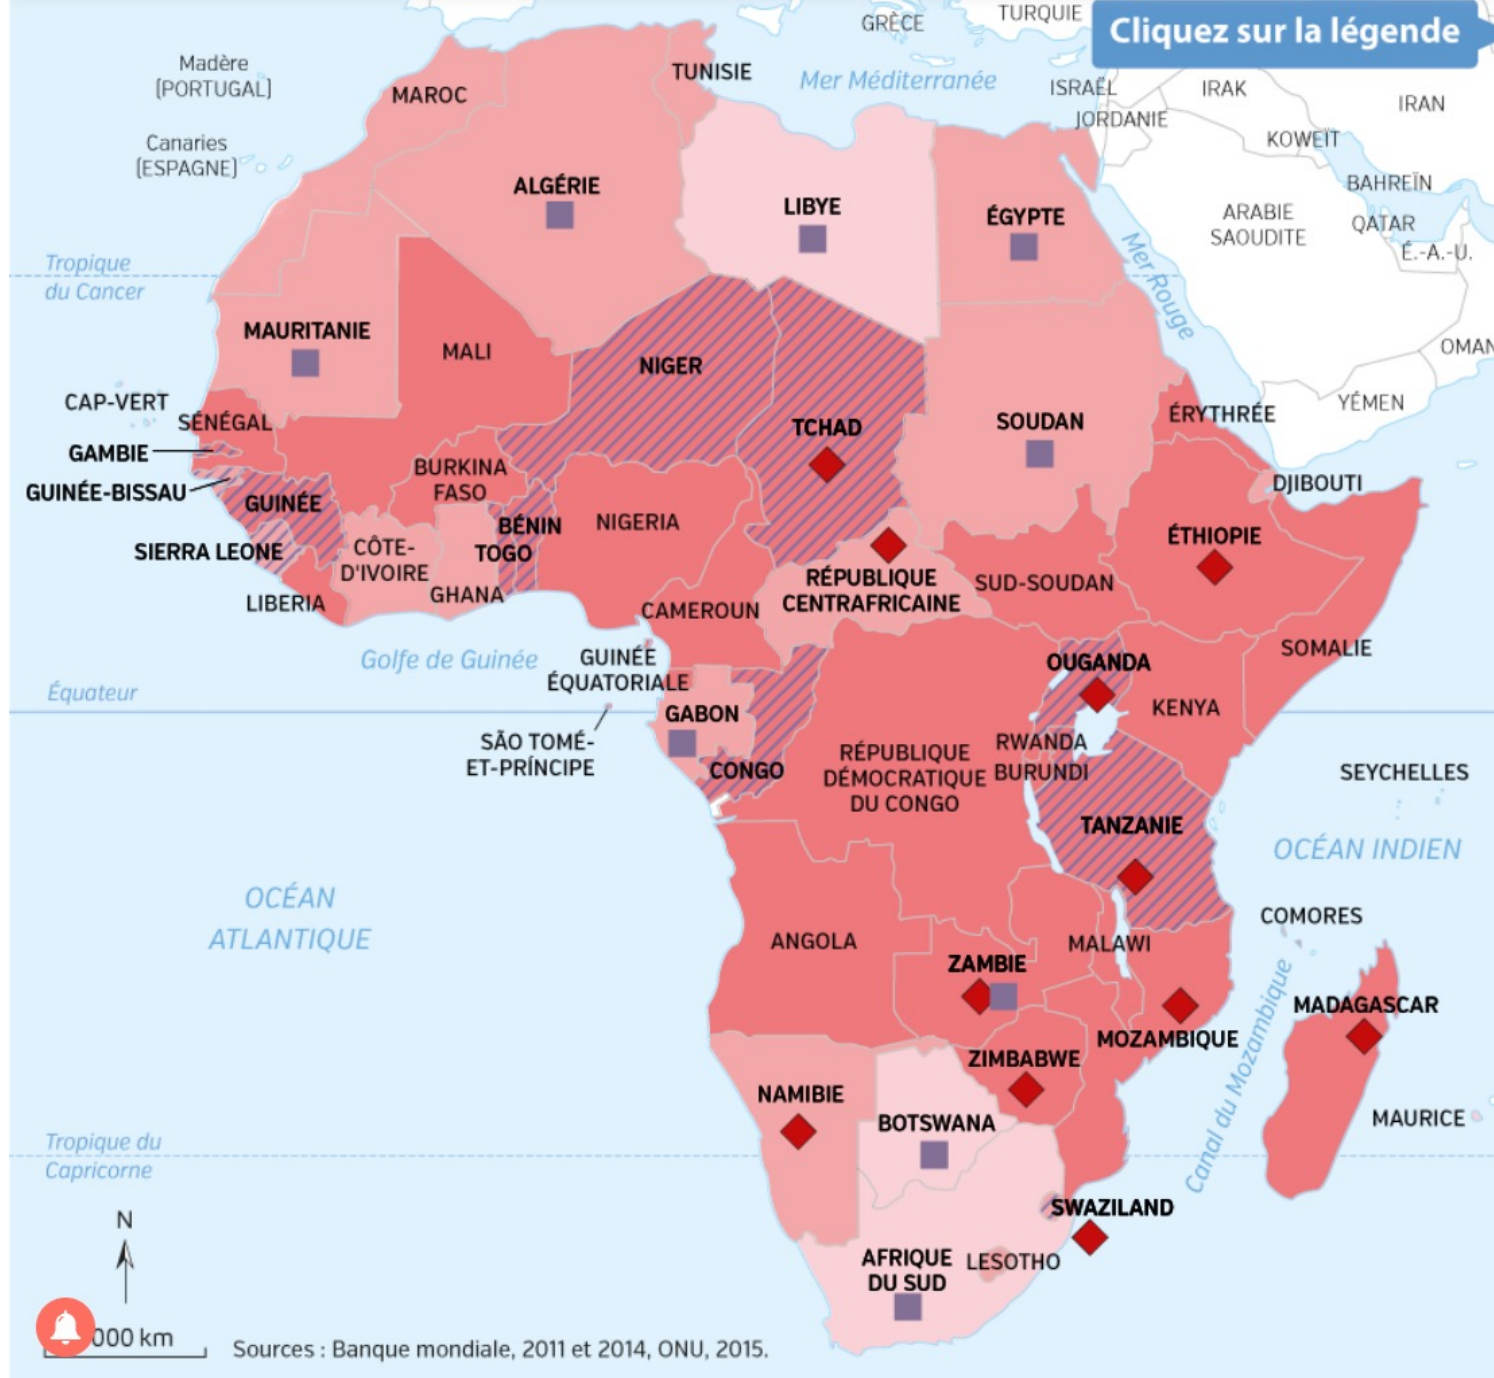 GRÈCE
TURQUIE
Cliquez sur la légende
Madère
(PORTUGAL)
TUNISIE
Mer Méditerranée
ISRAËL
IRAK
IRAN
MAROC
JORDANIE
KOWEÏT
Canaries
(ESPAGNE)
ALGÉRIE
LIBYE
ÉGYPTE
BAHREÏN
ARABIE
SAOUDITE
QATAR
É.-A.-U.
Mer Rouge
Tropique
du Cancer
MAURITANIE
MALI
NIGER
OMAN
CAP-VERT
SÉNÉGAL
TCHAD
SOUDAN
ÉRYTHRÉE
YÉMEN
GAMBIE
BURKINA
FASO
DJIBOUTI
GUINÉE-BISSAU
GUINÉE
BÉNIN
NIGERIA
ÉTHIOPIE
SIERRA LEONE
CÔTE-
D'IVOIRE
TOGO
RÉPUBLIQUE
CENTRAFRICAINE
SUD-SOUDAN
LIBERIA
GHANA
CAMEROUN
SOMALIE
Golfe de Guinée
GUINÉE
ÉQUATORIALE
OUGANDA
Équateur
GABON
KENYA
SÃO TOMÉ-
ET-PRÍNCIPE
CONGO
RÉPUBLIQUE
DÉMOCRATIQUE
DU CONGO
RWANDA
BURUNDI
SEYCHELLES
TANZANIE
OCÉAN INDIEN
OCÉAN
ATLANTIQUE
COMORES
ANGOLA
MALAWI
ZAMBIE
MADAGASCAR
MOZAMBIQUE
Canal du Mozambique
ZIMBABWE
NAMIBIE
BOTSWANA
MAURICE
Tropique du
Capricorne
SWAZILAND
N
AFRIQUE
DU SUD
LESOTHO
000 km
Sources : Banque mondiale, 2011 et 2014, ONU, 2015.